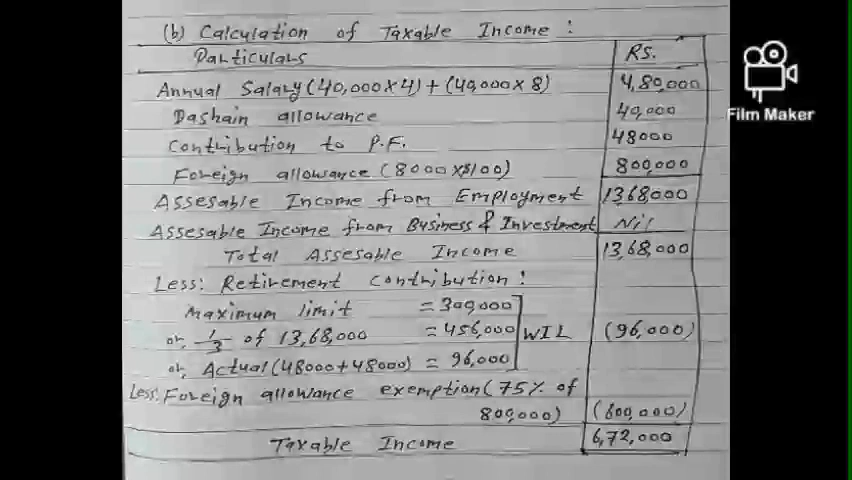 (b) Calculation of Taxable Income :
Particulars Rs.
Annual Salary (40,000 x 4) + (40,000 x 8) 4,80,000
Dashain allowance 40,000
Contribution to P.F. 48000
Foreign allowance (8000 x $100) 800,000
Assesable Income from Employment 13,68,000
Assesable Income from Business & Investment Nil
Total Assesable Income 13,68,000
Less: Retirement contribution :
Maximum limit = 300,000
or, 1/3 of 13,68,000 = 456,000 WIL (96,000)
or, Actual (48000 + 48000) = 96,000
Less: Foreign allowance exemption (75% of
800,000) (600,000)
Taxable Income 6,72,000
Film Maker